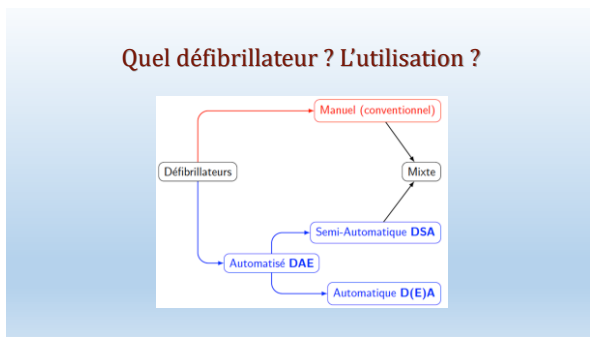 Quel défibrillateur ? L'utilisation ?
Manuel (conventionnel)
Défibrillateurs
Mixte
Semi-Automatique DSA
Automatisé DAE
Automatique D(E)A